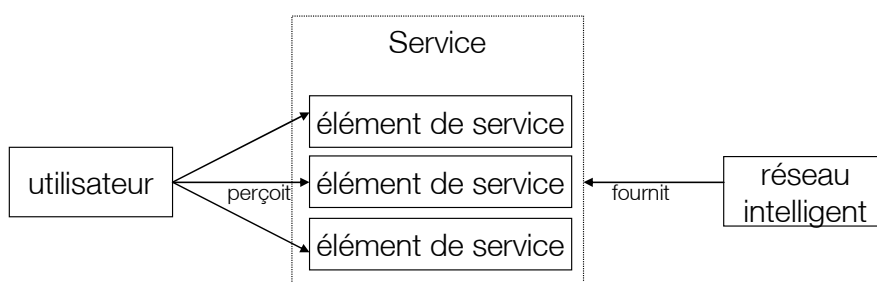 Service
élément de service
utilisateur
perçoit
élément de service
fournit
réseau
intelligent
élément de service